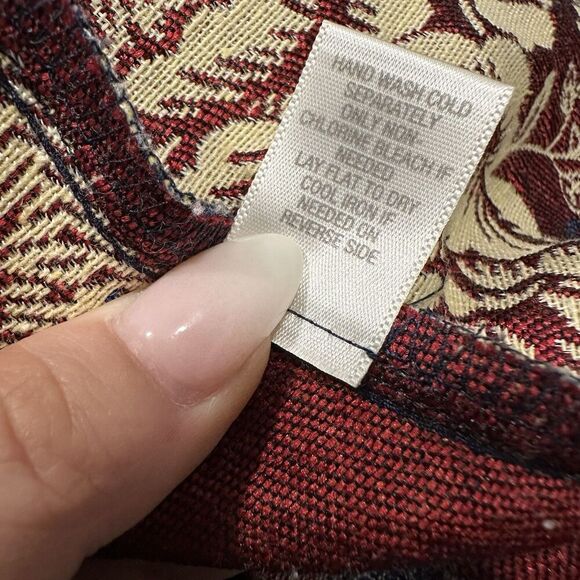 HAND WASH COLD
SEPARATELY
ONLY NON-
CHLORINE BLEACH IF
NEEDED
LAY FLAT TO DRY
COOL IRON IF
NEEDED ON
REVERSE SIDE.